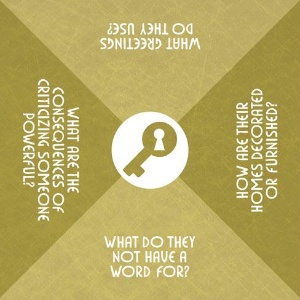 WHAT GREETINGS
DO THEY USE?
WHAT ARE THE
CONSEQUENCES OF
CRITICIZING SOMEONE
POWERFUL?
HOW ARE THEIR
HOMES DECORATED
OR FURNISHED?
WHAT DO THEY
NOT HAVE A
WORD FOR?